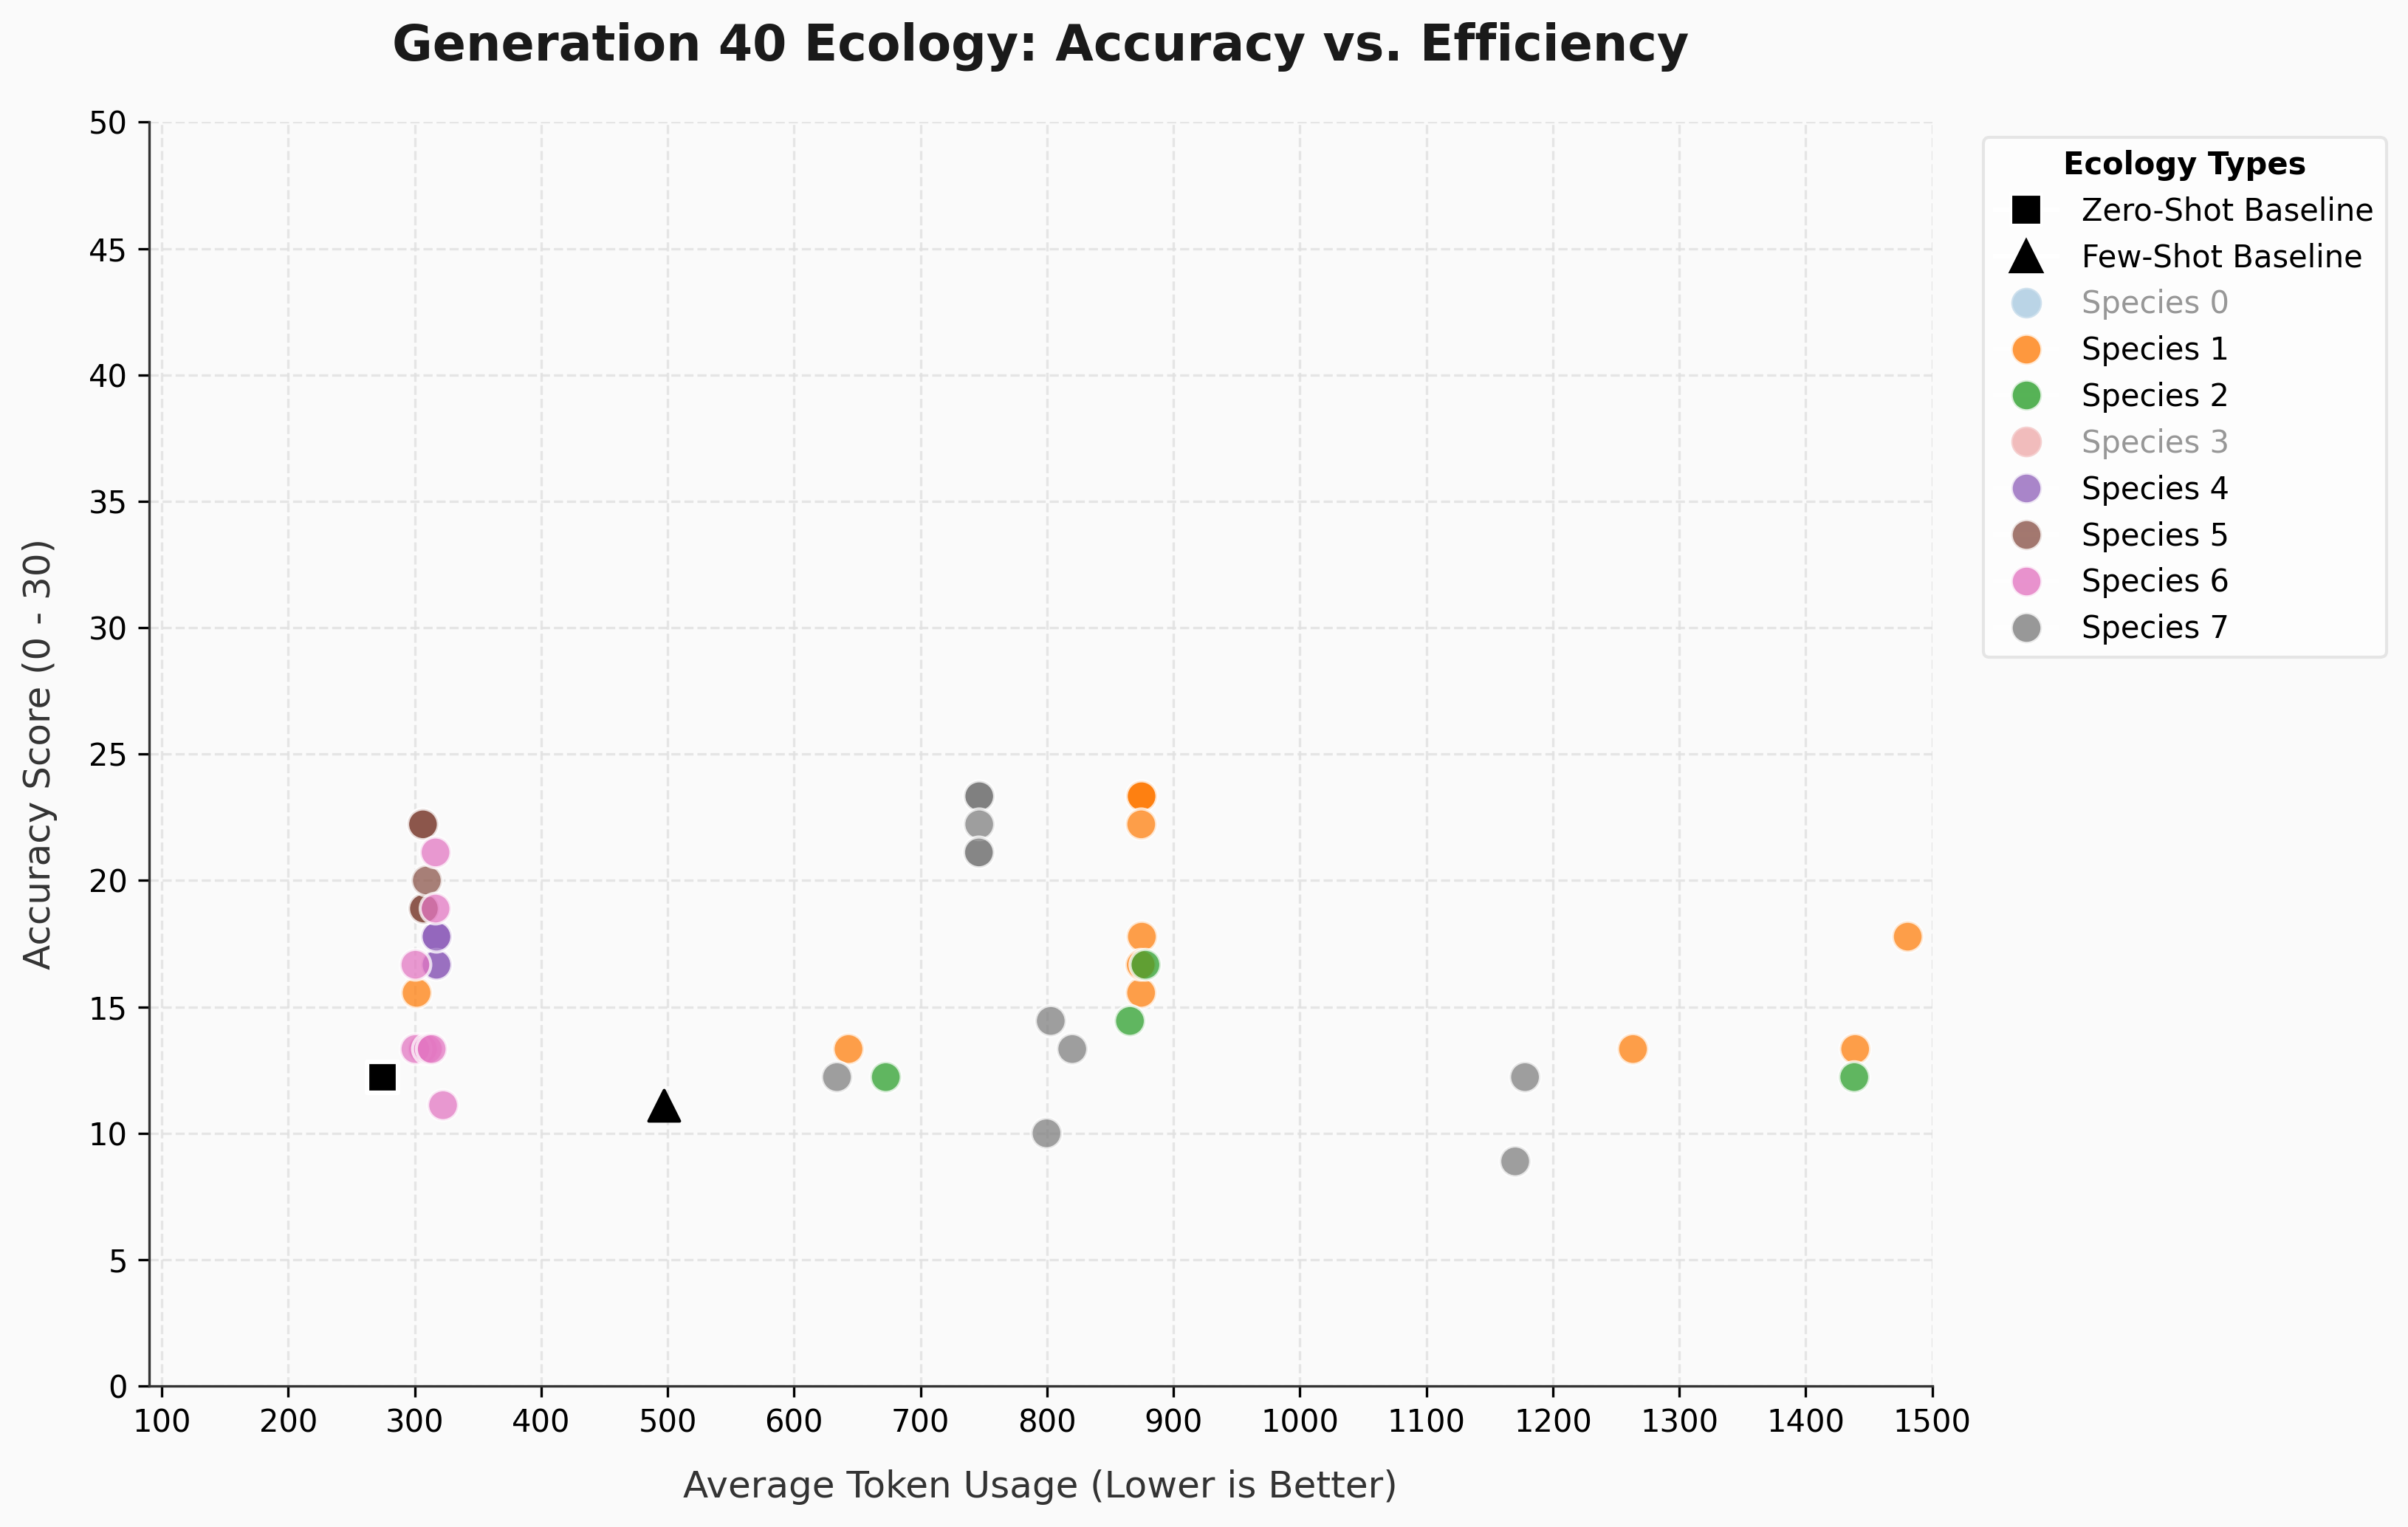 Generation 40 Ecology: Accuracy vs. Efficiency
50
45
40
35
30
25
20
15
10
5
0
Accuracy Score (0 - 30)
100 200 300 400 500 600 700 800 900 1000 1100 1200 1300 1400 1500
Average Token Usage (Lower is Better)
Ecology Types
Zero-Shot Baseline
Few-Shot Baseline
Species 0
Species 1
Species 2
Species 3
Species 4
Species 5
Species 6
Species 7